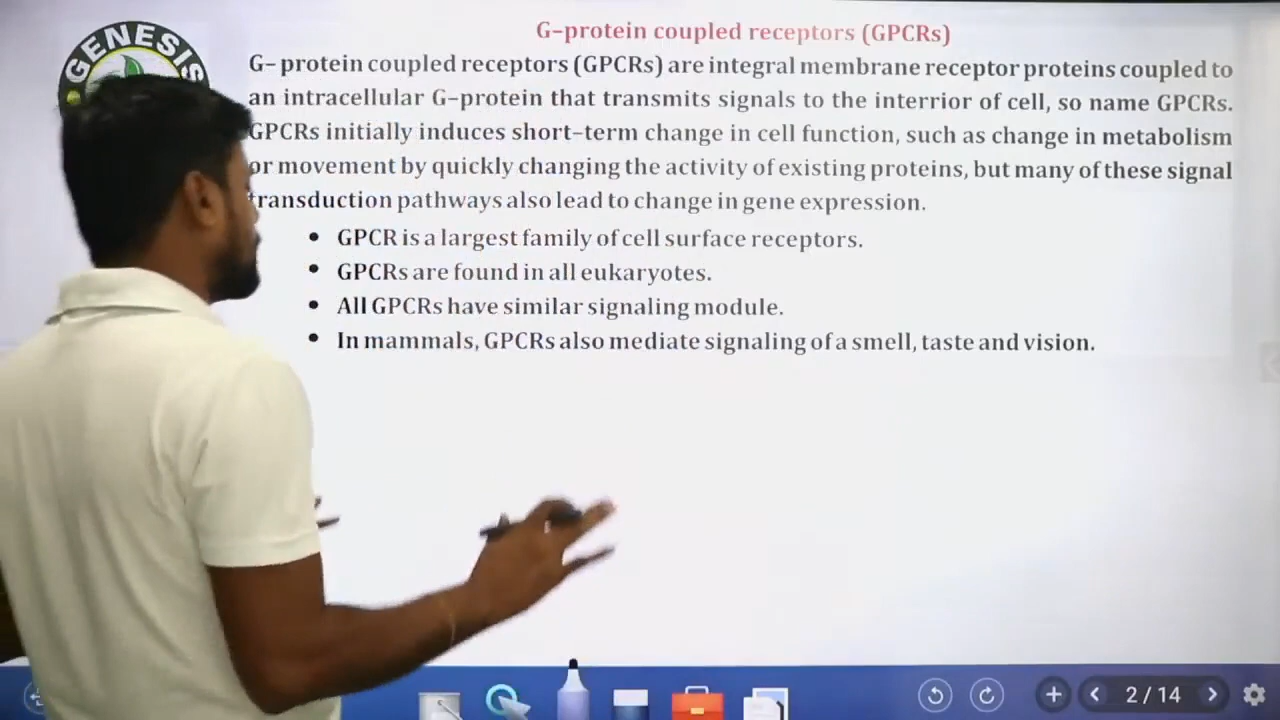 GENESIS
G-protein coupled receptors (GPCRs)
G- protein coupled receptors (GPCRs) are integral membrane receptor proteins coupled to
an intracellular G-protein that transmits signals to the interrior of cell, so name GPCRs.
GPCRs initially induces short-term change in cell function, such as change in metabolism
or movement by quickly changing the activity of existing proteins, but many of these signal
transduction pathways also lead to change in gene expression.
• GPCR is a largest family of cell surface receptors.
• GPCRs are found in all eukaryotes.
• All GPCRs have similar signaling module.
• In mammals, GPCRs also mediate signaling of a smell, taste and vision.
2 / 14